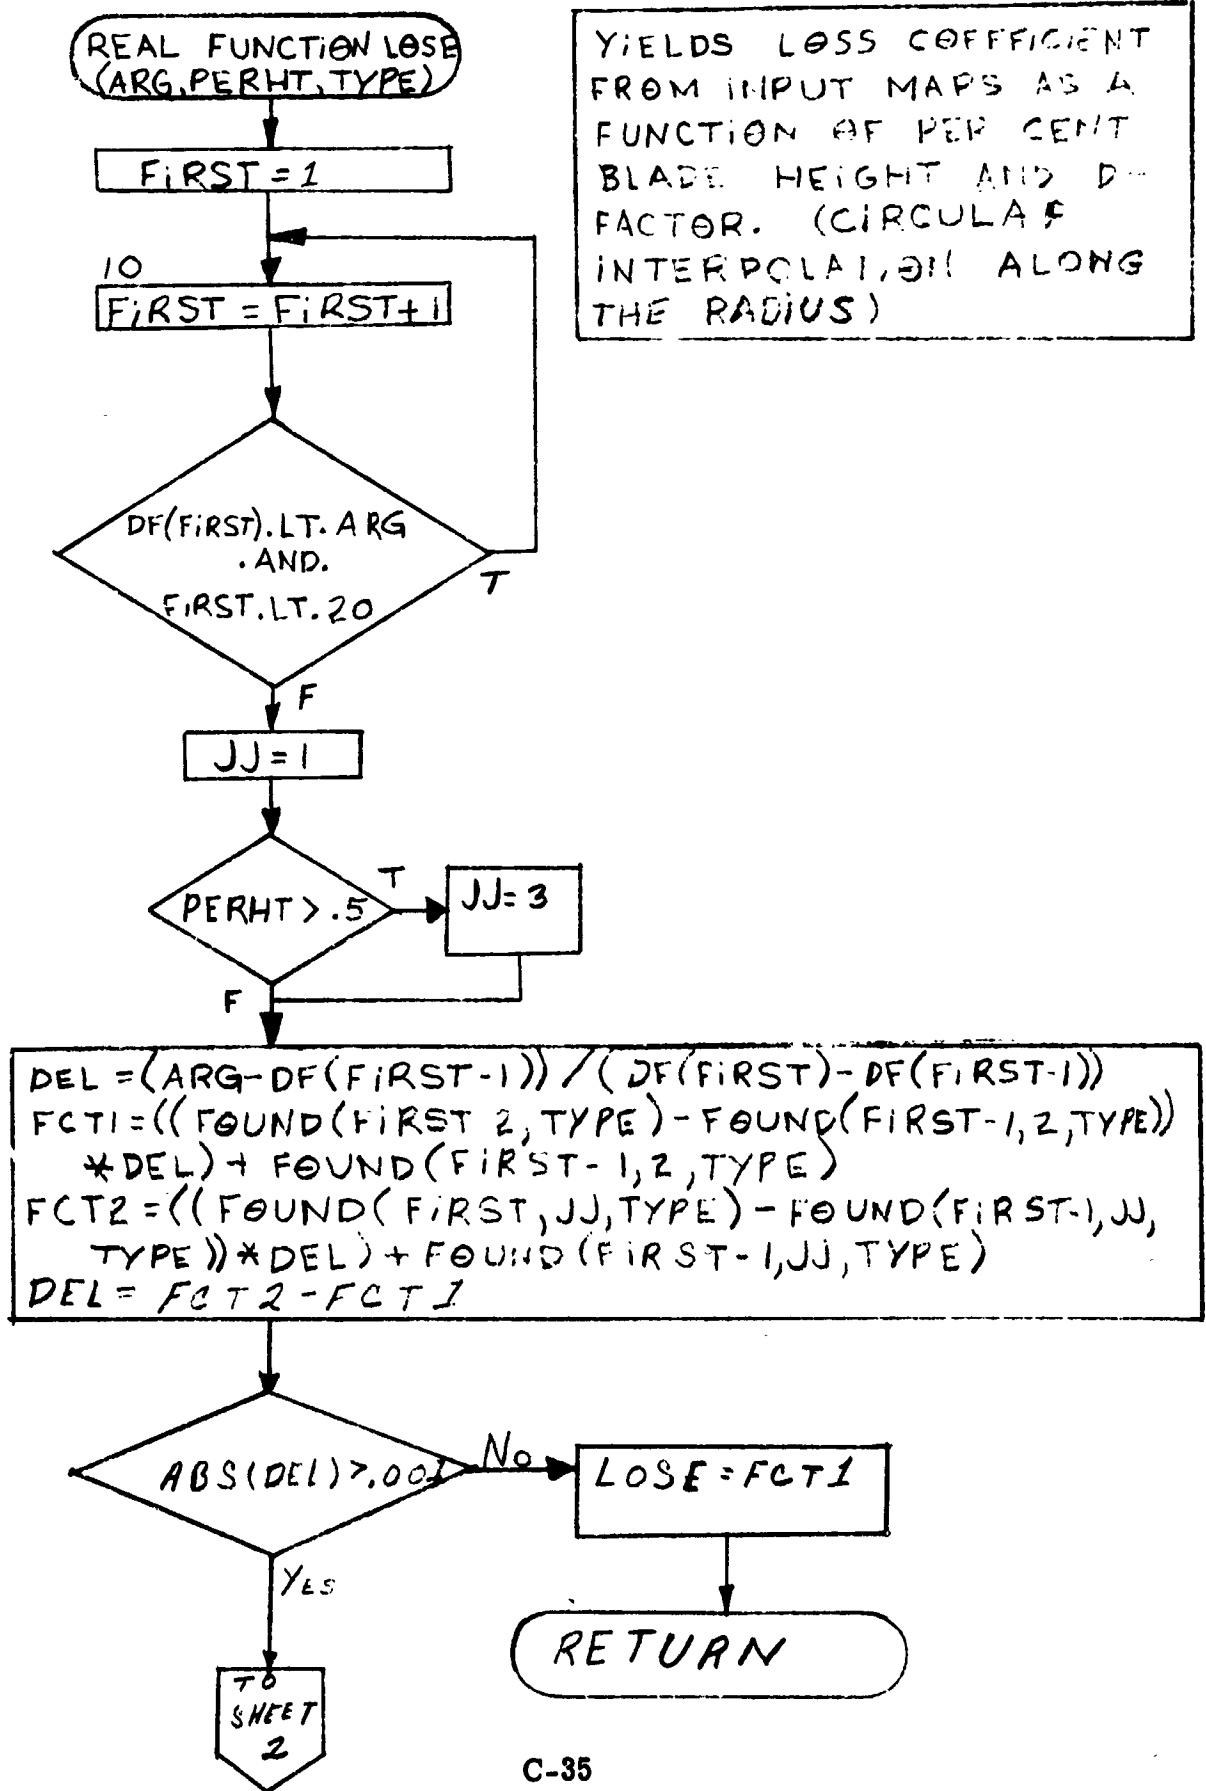 REAL FUNCTION LOSE
(ARG,PERHT,TYPE)
YIELDS LOSS COEFFFICIENT
FROM INPUT MAPS AS A
FUNCTION OF PER CENT
BLADE HEIGHT AND D-
FACTOR. (CIRCULAR
INTERPOLATION ALONG
THE RADIUS)
FIRST = 1
10
FIRST = FIRST+1
DF(FIRST).LT.ARG
.AND.
FIRST.LT.20
T
F
JJ=1
PERHT > .5
T
JJ=3
F
DEL =(ARG-DF(FIRST-1))/(DF(FIRST)-DF(FIRST-1))
FCT1=((FOUND(FIRST 2,TYPE)-FOUND(FIRST-1,2,TYPE))
*DEL)+FOUND(FIRST-1,2,TYPE)
FCT2=((FOUND(FIRST,JJ,TYPE)-FOUND(FIRST-1,JJ,
TYPE))*DEL)+FOUND(FIRST-1,JJ,TYPE)
DEL= FCT2-FCT1
ABS(DEL)>.001
No
LOSE=FCT1
YES
RETURN
TO
SHEET
2
C-35